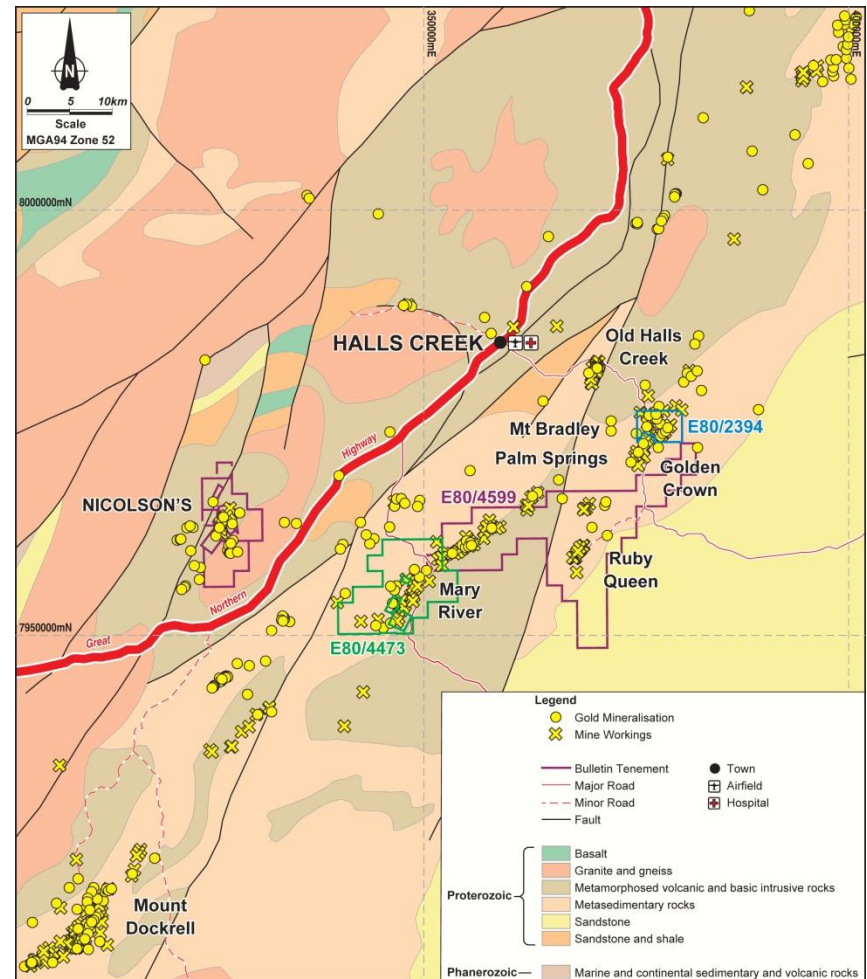 350000mE
400000mE
N
0 5 10km
Scale
MGA94 Zone 52
8000000mN
HALLS CREEK
Old Halls
Creek
Mt Bradley
E80/2394
Palm Springs
Golden
Crown
Highway
E80/4599
NICOLSON'S
Ruby
Queen
Mary
River
Northern
7950000mN
Great
E80/4473
Mount
Dockrell
Legend
Gold Mineralisation
Mine Workings
Bulletin Tenement
Major Road
Minor Road
Fault
Town
Airfield
Hospital
Proterozoic
Basalt
Granite and gneiss
Metamorphosed volcanic and basic intrusive rocks
Metasedimentary rocks
Sandstone
Sandstone and shale
Phanerozoic
Marine and continental sedimentary and volcanic rocks